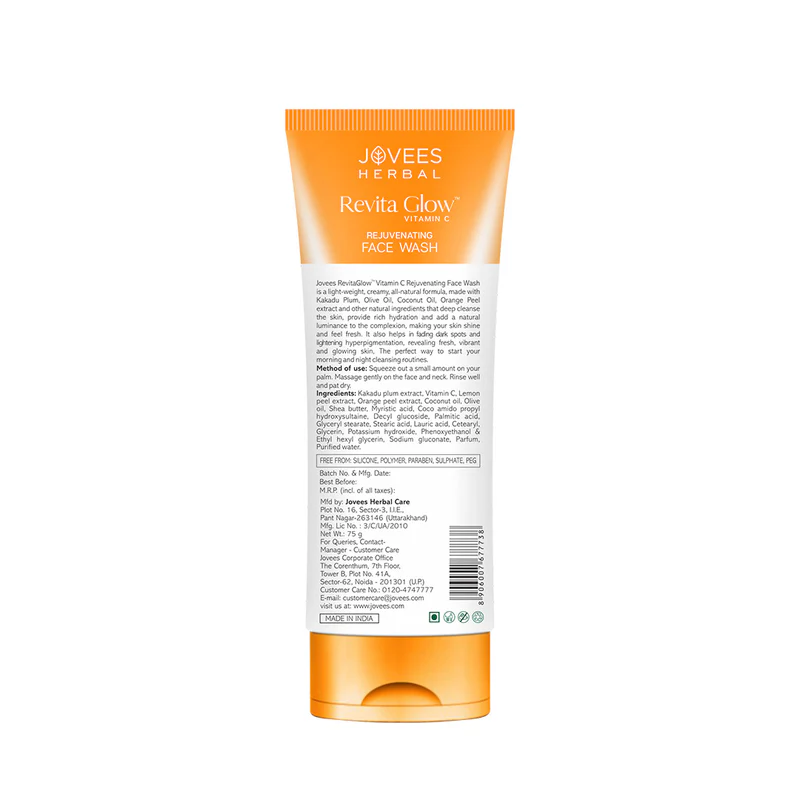 JOVEES
HERBAL
Revita Glow™
VITAMIN C
REJUVENATING
FACE WASH
Jovees RevitaGlow™ Vitamin C Rejuvenating Face Wash
is a light-weight, creamy, all-natural formula, made with
Kakadu Plum, Olive Oil, Coconut Oil, Orange Peel
extract and other natural ingredients that deep cleanse
the skin, provide rich hydration and add a natural
luminance to the complexion, making your skin shine
and feel fresh. It also helps in fading dark spots and
lightening hyperpigmentation, revealing fresh, vibrant
and glowing skin, The perfect way to start your
morning and night cleansing routines.
Method of use: Squeeze out a small amount on your
palm. Massage gently on the face and neck. Rinse well
and pat dry.
Ingredients: Kakadu plum extract, Vitamin C, Lemon
peel extract, Orange peel extract, Coconut oil, Olive
oil, Shea butter, Myristic acid, Coco amido propyl
hydroxysultaine, Decyl glucoside, Palmitic acid,
Glyceryl stearate, Stearic acid, Lauric acid, Cetearyl,
Glycerin, Potassium hydroxide, Phenoxyethanol &
Ethyl hexyl glycerin, Sodium gluconate, Parfum,
Purified water.
FREE FROM: SILICONE, POLYMER, PARABEN, SULPHATE, PEG
Batch No. & Mfg. Date:
Best Before:
M.R.P. (incl. of all taxes):
Mfd by: Jovees Herbal Care
Plot No. 16, Sector-3, I.I.E.,
Pant Nagar-263146 (Uttarakhand)
Mfg. Lic No. : 3/C/UA/2010
Net Wt.: 75 g
For Queries, Contact-
Manager - Customer Care
Jovees Corporate Office
The Corenthum, 7th Floor,
Tower B, Plot No. 41A,
Sector-62, Noida - 201301 (U.P.)
Customer Care No.: 0120-4747777
E-mail: customercare@jovees.com
visit us at: www.jovees.com
MADE IN INDIA
8 906007 677738